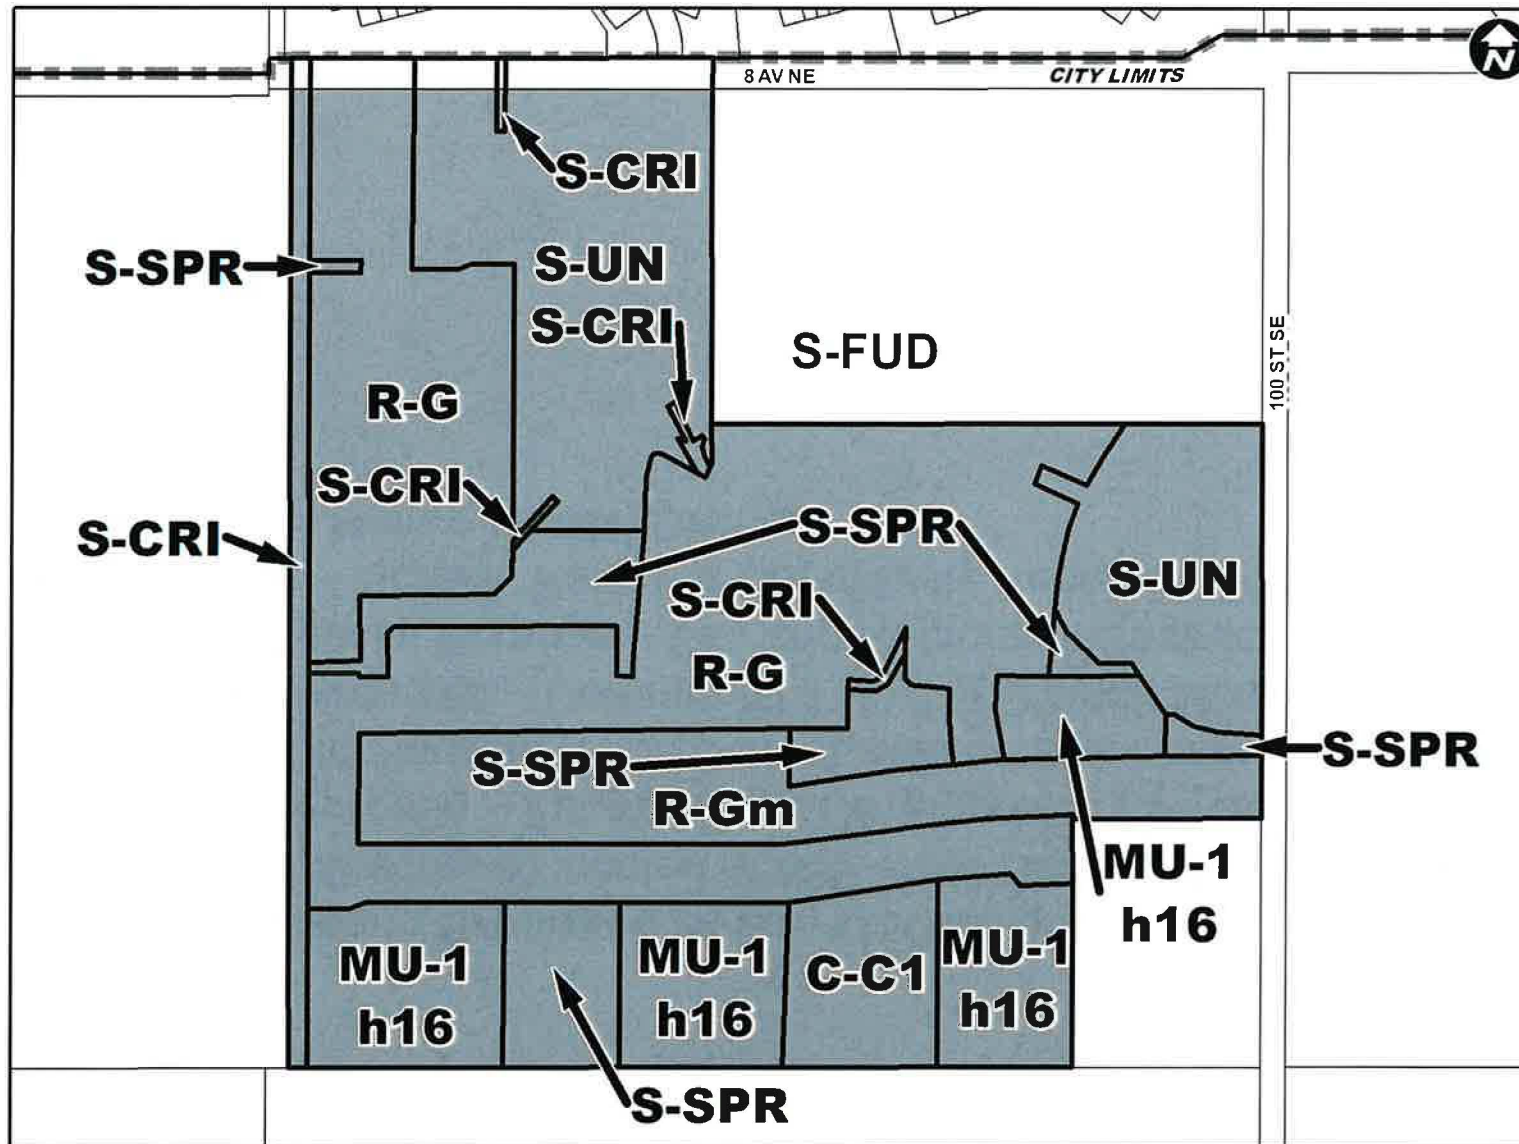 8 AV NE
CITY LIMITS
N
S-CRI
S-SPR
S-UN
S-CRI
S-FUD
100 ST SE
R-G
S-CRI
S-CRI
S-SPR
S-UN
S-CRI
R-G
S-SPR
S-SPR
R-Gm
MU-1
h16
MU-1
h16
MU-1
h16
C-C1
MU-1
h16
S-SPR